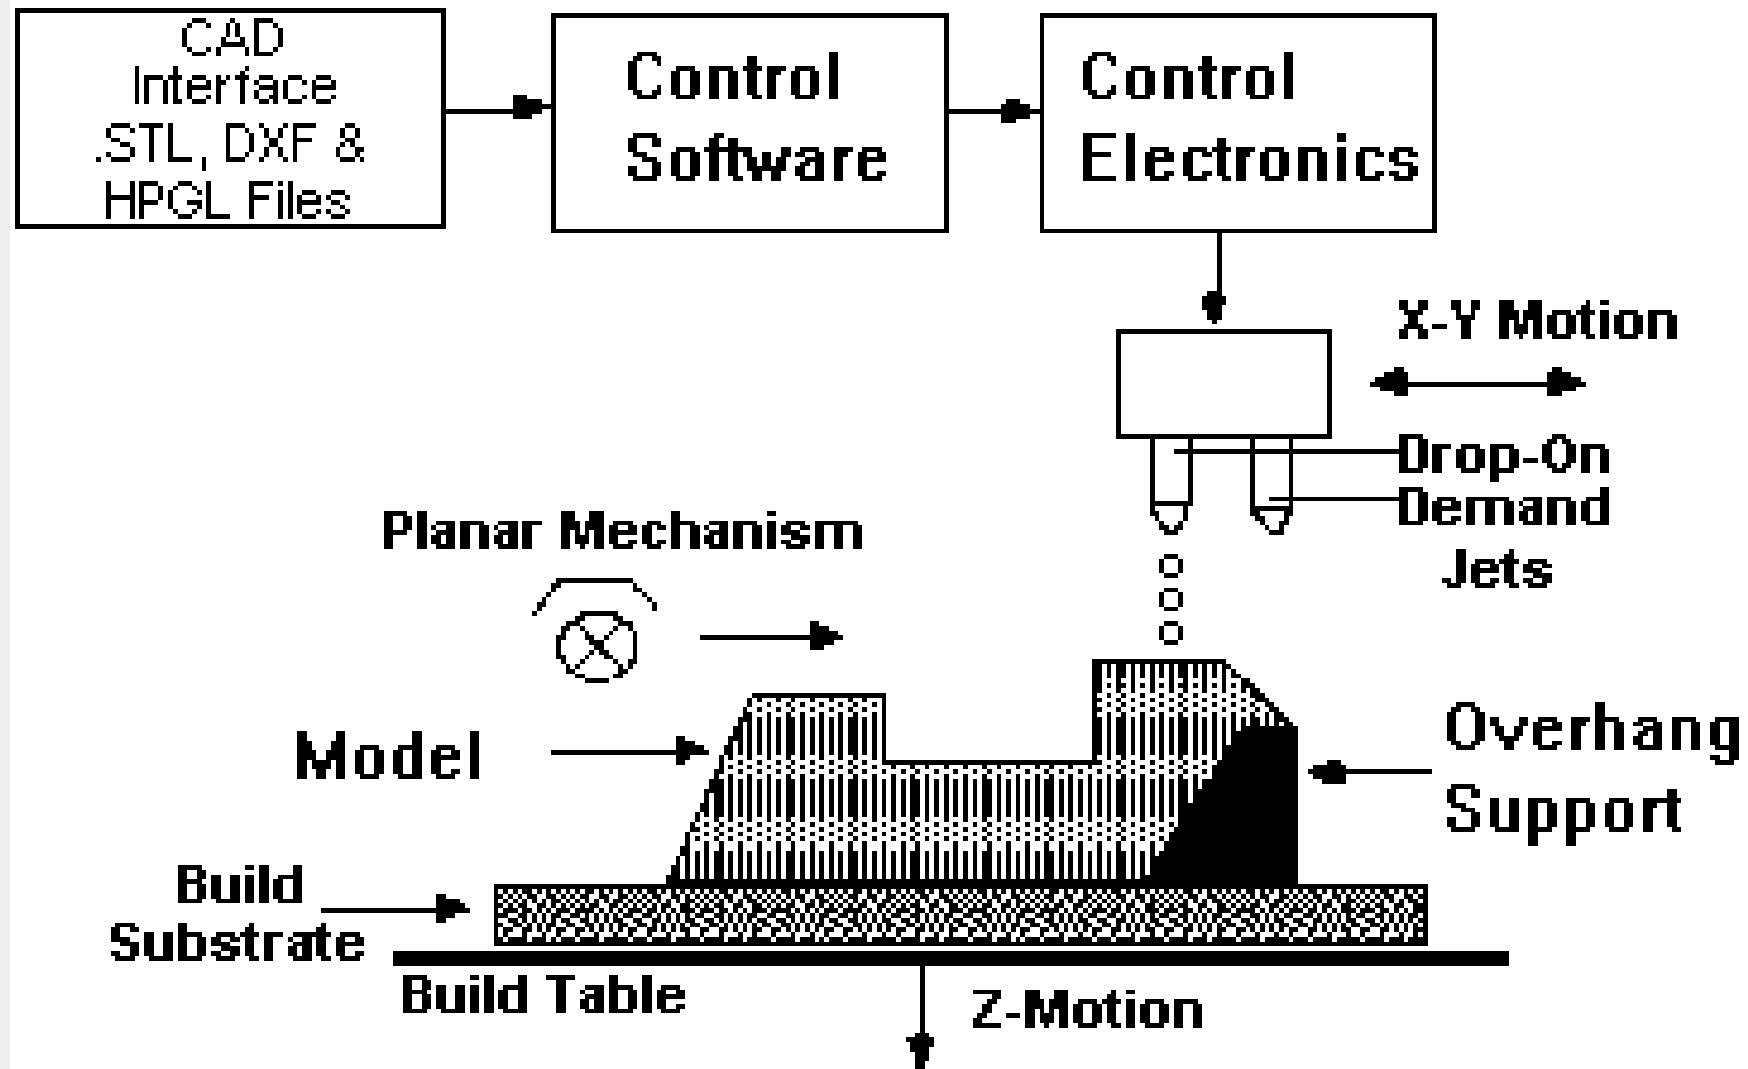 CAD
Interface
.STL, DXF &
HPGL Files
Control
Software
Control
Electronics
X-Y Motion
Drop-On
Demand
Jets
Planar Mechanism
Model
Overhang
Support
Build
Substrate
Build Table
Z-Motion